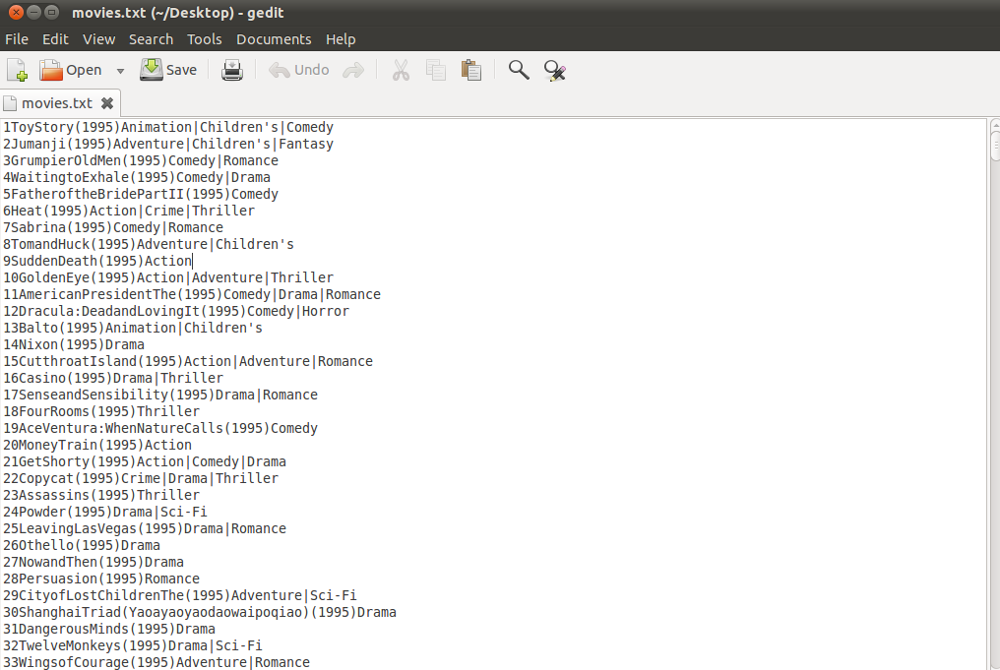 movies.txt (~/Desktop) - gedit
File Edit View Search Tools Documents Help
Open Save Undo
movies.txt
1ToyStory(1995)Animation|Children's|Comedy
2Jumanji(1995)Adventure|Children's|Fantasy
3GrumpierOldMen(1995)Comedy|Romance
4WaitingtoExhale(1995)Comedy|Drama
5FatheroftheBridePartII(1995)Comedy
6Heat(1995)Action|Crime|Thriller
7Sabrina(1995)Comedy|Romance
8TomandHuck(1995)Adventure|Children's
9SuddenDeath(1995)Action
10GoldenEye(1995)Action|Adventure|Thriller
11AmericanPresidentThe(1995)Comedy|Drama|Romance
12Dracula:DeadandLovingIt(1995)Comedy|Horror
13Balto(1995)Animation|Children's
14Nixon(1995)Drama
15CutthroatIsland(1995)Action|Adventure|Romance
16Casino(1995)Drama|Thriller
17SenseandSensibility(1995)Drama|Romance
18FourRooms(1995)Thriller
19AceVentura:WhenNatureCalls(1995)Comedy
20MoneyTrain(1995)Action
21GetShorty(1995)Action|Comedy|Drama
22Copycat(1995)Crime|Drama|Thriller
23Assassins(1995)Thriller
24Powder(1995)Drama|Sci-Fi
25LeavingLasVegas(1995)Drama|Romance
26Othello(1995)Drama
27NowandThen(1995)Drama
28Persuasion(1995)Romance
29CityofLostChildrenThe(1995)Adventure|Sci-Fi
30ShanghaiTriad(Yaoayaoyaodaowaipoqiao)(1995)Drama
31DangerousMinds(1995)Drama
32TwelveMonkeys(1995)Drama|Sci-Fi
33WingsofCourage(1995)Adventure|Romance